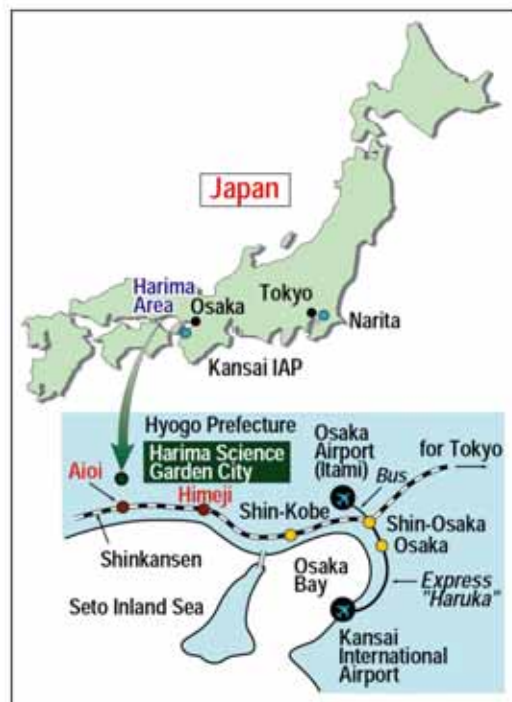 Japan
Harima
Area
Osaka
Tokyo
Narita
Kansai IAP
Hyogo Prefecture
Harima Science
Garden City
Osaka
Airport
(Itami)
Bus
for Tokyo
Aioi
Himeji
Shin-Kobe
Shin-Osaka
Osaka
Shinkansen
Osaka
Bay
Express
"Haruka"
Seto Inland Sea
Kansai
International
Airport